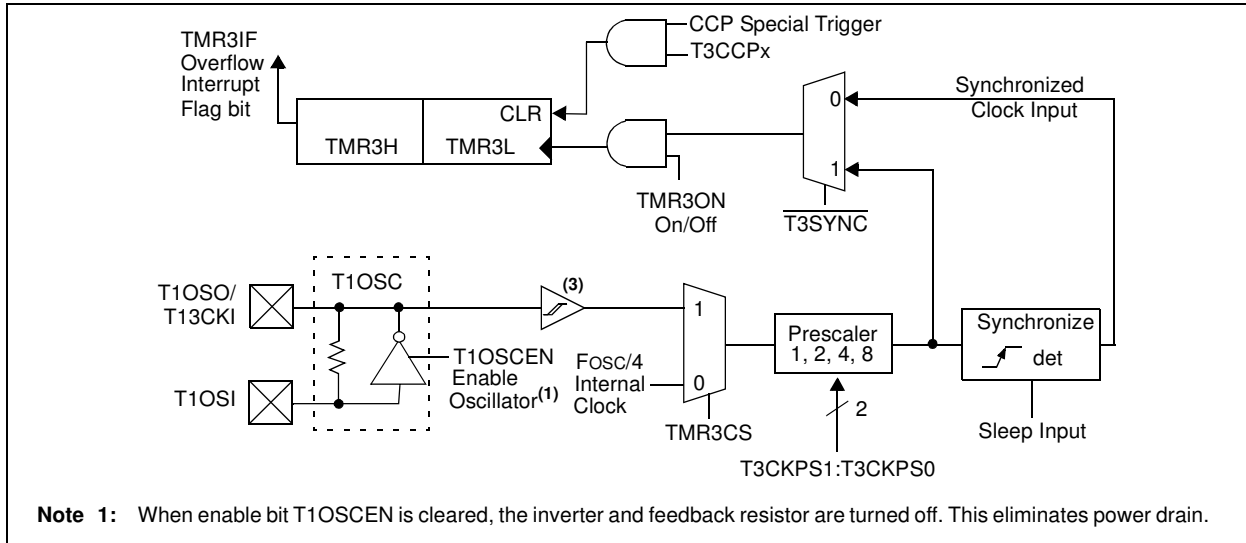 CCP Special Trigger
T3CCPx
TMR3IF
Overflow
Interrupt
Flag bit
CLR
TMR3H
TMR3L
TMR3ON
On/Off
0
1
T3SYNC
Synchronized
Clock Input
T1OSC
T1OSO/
T13CKI
T1OSI
T1OSCEN
Enable
Oscillator(1)
(3)
FOSC/4
Internal
Clock
1
0
TMR3CS
Prescaler
1, 2, 4, 8
2
T3CKPS1:T3CKPS0
Synchronize
det
Sleep Input
Note 1: When enable bit T1OSCEN is cleared, the inverter and feedback resistor are turned off. This eliminates power drain.